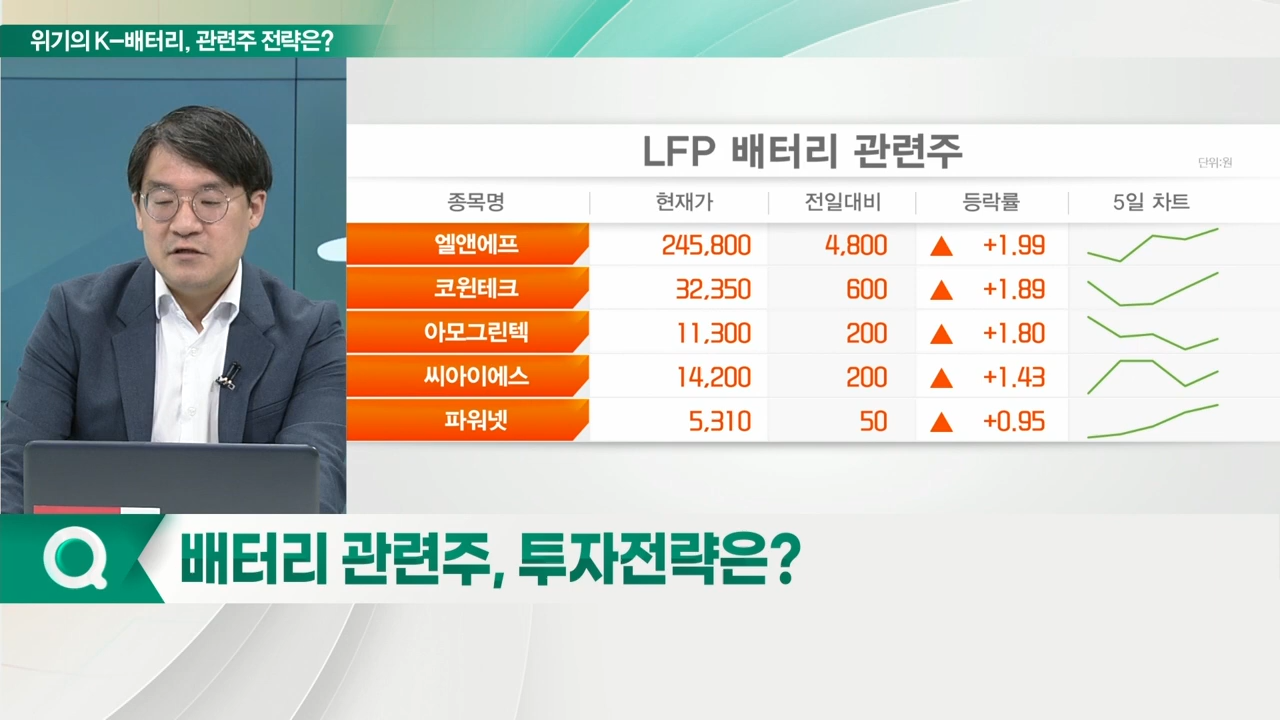 위기의 K-배터리, 관련주 전략은?
LFP 배터리 관련주
단위:원
종목명 현재가 전일대비 등락률 5일 차트
엘앤에프 245,800 4,800 ▲ +1.99
코윈테크 32,350 600 ▲ +1.89
아모그린텍 11,300 200 ▲ +1.80
씨아이에스 14,200 200 ▲ +1.43
파워넷 5,310 50 ▲ +0.95
Q 배터리 관련주, 투자전략은?